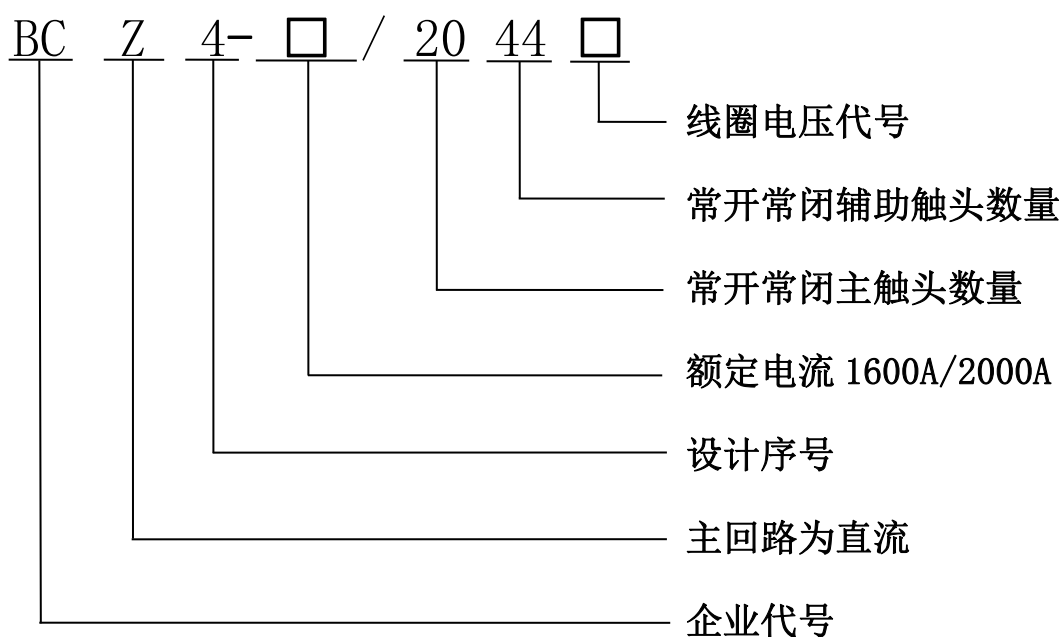 BC Z 4-□/20 44 □
线圈电压代号
常开常闭辅助触头数量
常开常闭主触头数量
额定电流 1600A/2000A
设计序号
主回路为直流
企业代号